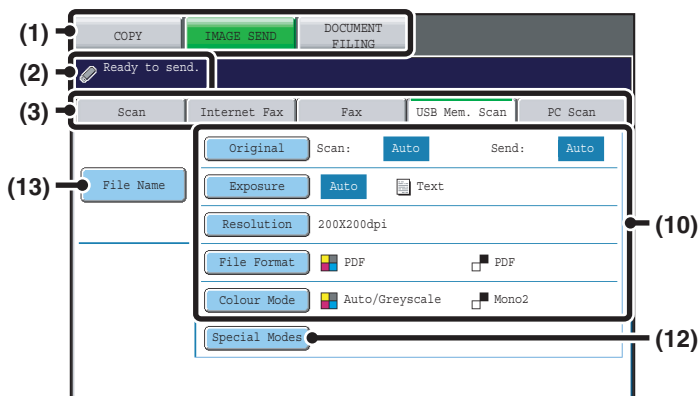 (1) COPY IMAGE SEND DOCUMENT FILING
(2) Ready to send.
(3) Scan Internet Fax Fax USB Mem. Scan PC Scan
Original Scan: Auto Send: Auto
(13) File Name Exposure Auto Text
Resolution 200X200dpi (10)
File Format PDF PDF
Colour Mode Auto/Greyscale Mono2
Special Modes (12)